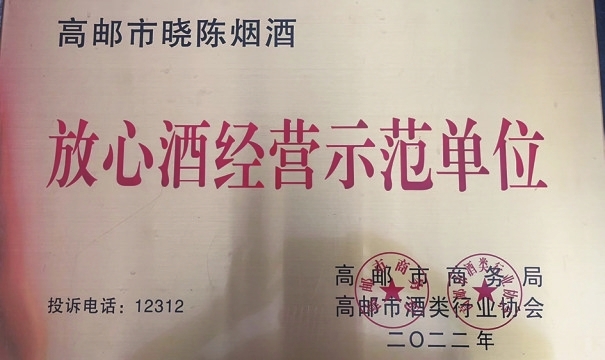 高邮市晓陈烟酒
放心酒经营示范单位
高邮市商务局
投诉电话：12312
高邮市酒类行业协会
二〇二二年